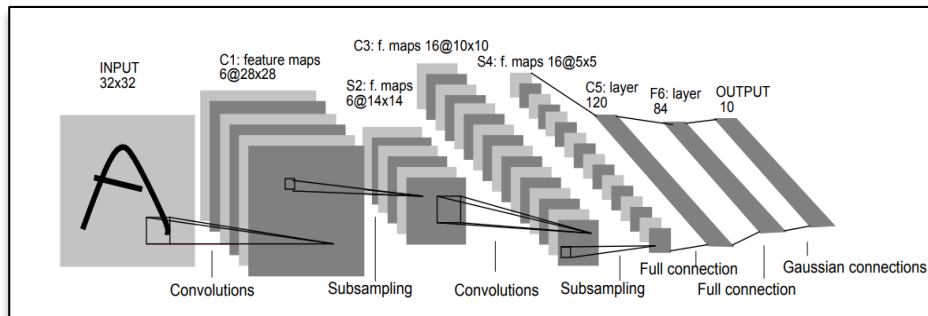 INPUT
32x32
C1: feature maps
6@28x28
S2: f. maps
6@14x14
C3: f. maps 16@10x10
S4: f. maps 16@5x5
C5: layer
120
F6: layer
84
OUTPUT
10
A
Convolutions
Subsampling
Convolutions
Subsampling
Full connection
Full connection
Gaussian connections